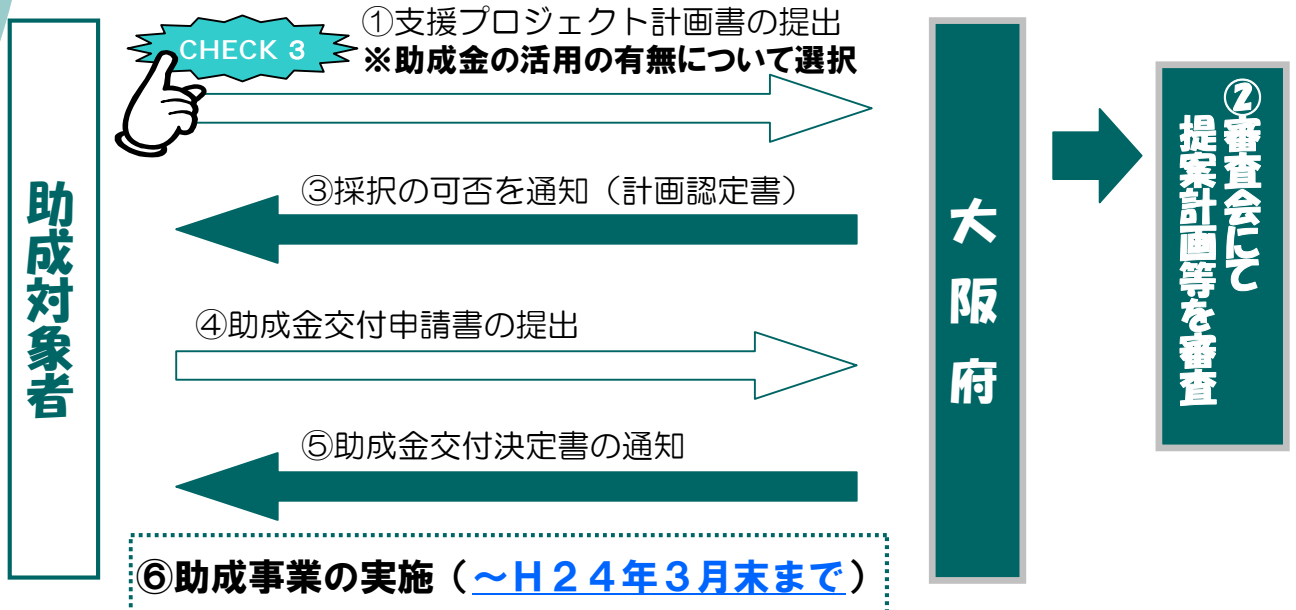 CHECK 3
①支援プロジェクト計画書の提出
※助成金の活用の有無について選択
助成対象者
大阪府
②審査会にて
提案計画等を審査
③採択の可否を通知（計画認定書）
④助成金交付申請書の提出
⑤助成金交付決定書の通知
⑥助成事業の実施（～Ｈ２４年３月末まで）